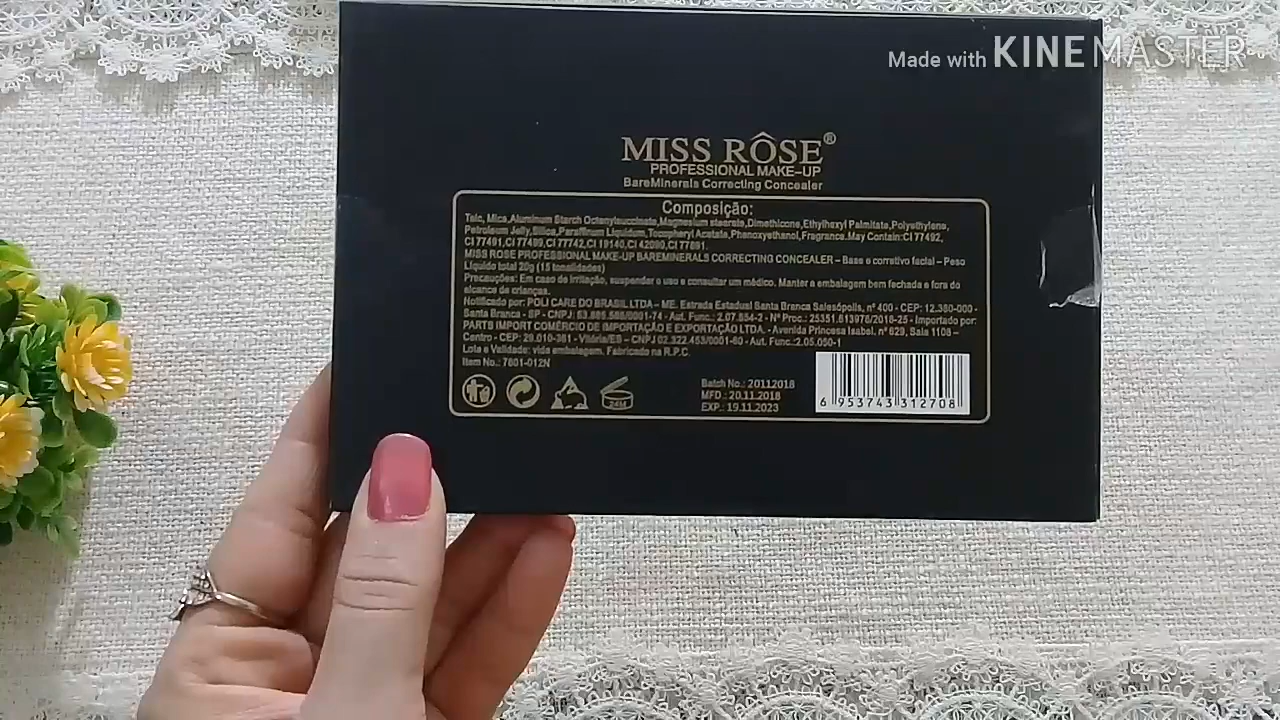 Made with KINEMASTER
MISS RÔSE®
PROFESSIONAL MAKE-UP
BareMinerals Correcting Concealer
Composição:
Talc, Mica,Aluminum Starch Octenylsuccinate,Magnesium stearate,Dimethicone,Ethylhexyl Palmitate,Polyethylene,
Petroleum Jelly,Silica,Paraffinum Liquidum,Tocopheryl Acetate,Phenoxyethanol,Fragrance.May Contain:CI 77492,
CI 77491,CI 77499,CI 77742,CI 19140,CI 42090,CI 77891.
MISS ROSE PROFESSIONAL MAKE-UP BAREMINERALS CORRECTING CONCEALER – Base e corretivo facial – Peso
Líquido total 20g (15 tonalidades)
Precauções: Em caso de irritação, suspender o uso e consultar um médico. Manter a embalagem bem fechada e fora do
alcance de crianças.
Notificado por: POLI CARE DO BRASIL LTDA – ME. Estrada Estadual Santa Branca Salesópolis, nº 400 - CEP: 12.380-000 -
Santa Branca - SP - CNPJ: /0001-74 - Aut. Func.: 2.07.554-2 - Nº Proc.: 25351.613976/2018-25 - Importado por:
PARTS IMPORT COMÉRCIO DE IMPORTAÇÃO E EXPORTAÇÃO LTDA. - Avenida Princesa Isabel, nº 629, Sala 1108 –
Centro - CEP: 29.010-361 - Vitória/ES – CNPJ 02.322.453/0001-60 - Aut. Func.:2.05.050-1
Lote e Validade: vide embalagem. Fabricado na R.P.C.
Item No.: 7601-012N
24M
Batch No.: 20112018
MFD.: 20.11.2018
EXP.: 19.11.2023
6 953743 312708